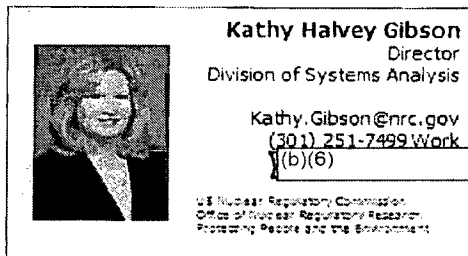 Kathy Halvey Gibson
Director
Division of Systems Analysis
Kathy.Gibson@nrc.gov
(301) 251-7499 Work
(b)(6)
US Nuclear Regulatory Commission
Office of Nuclear Regulatory Research
Protecting People and the Environment